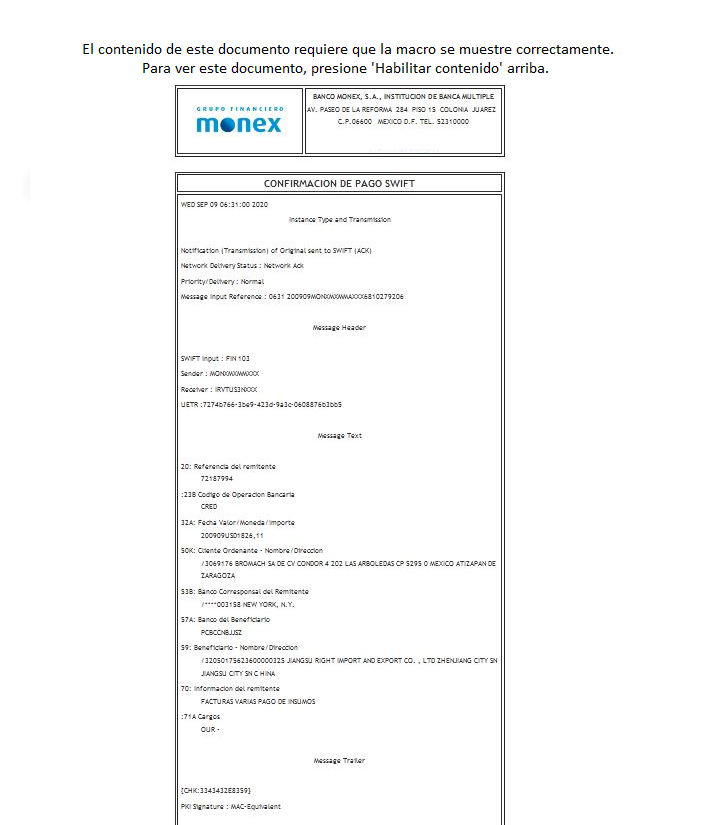 El contenido de este documento requiere que la macro se muestre correctamente.
Para ver este documento, presione 'Habilitar contenido' arriba.
GRUPO FINANCIERO
monex
BANCO MONEX, S.A., INSTITUCION DE BANCA MULTIPLE
AV. PASEO DE LA REFORMA 284 PISO 15 COLONIA JUAREZ
C.P.06600 MEXICO D.F. TEL. 52310000
CONFIRMACION DE PAGO SWIFT
WED SEP 09 06:31:00 2020
Instance Type and Transmission
Notification (Transmission) of Original sent to SWIFT (ACK)
Network Delivery Status : Network Ack
Priority/Delivery : Normal
Message Input Reference : 0631
Message Header
SWIFT Input : FIN 103
Sender :
Receiver : IRVTUS3NXXX
UETR :7274b766-3be9-423d-9a3c-0608876b3bb5
Message Text
20: Referencia del remitente
72187994
:23B Codigo de Operacion Bancaria
CRED
32A: Fecha Valor/Moneda/Importe
200909USD1826,11
50K: Cliente Ordenante - Nombre/Direccion
/3069176 BROMACH SA DE CV CONDOR 4 202 LAS ARBOLEDAS CP 5295 0 MEXICO ATIZAPAN DE
ZARAGOZA
53B: Banco Corresponsal del Remitente
/****003158 NEW YORK, N.Y.
57A: Banco del Beneficiario
PCBCCNBJJSZ
59: Beneficiario - Nombre/Direccion
/32050175623600000325 JIANGSU RIGHT IMPORT AND EXPORT CO. , LTD ZHENJIANG CITY SN
JIANGSU CITY SN C HINA
70: Informacion del remitente
FACTURAS VARIAS PAGO DE INSUMOS
:71A Cargos
OUR -
Message Trailer
{CHK:3343432E8359}
PKI Signature : MAC-Equivalent